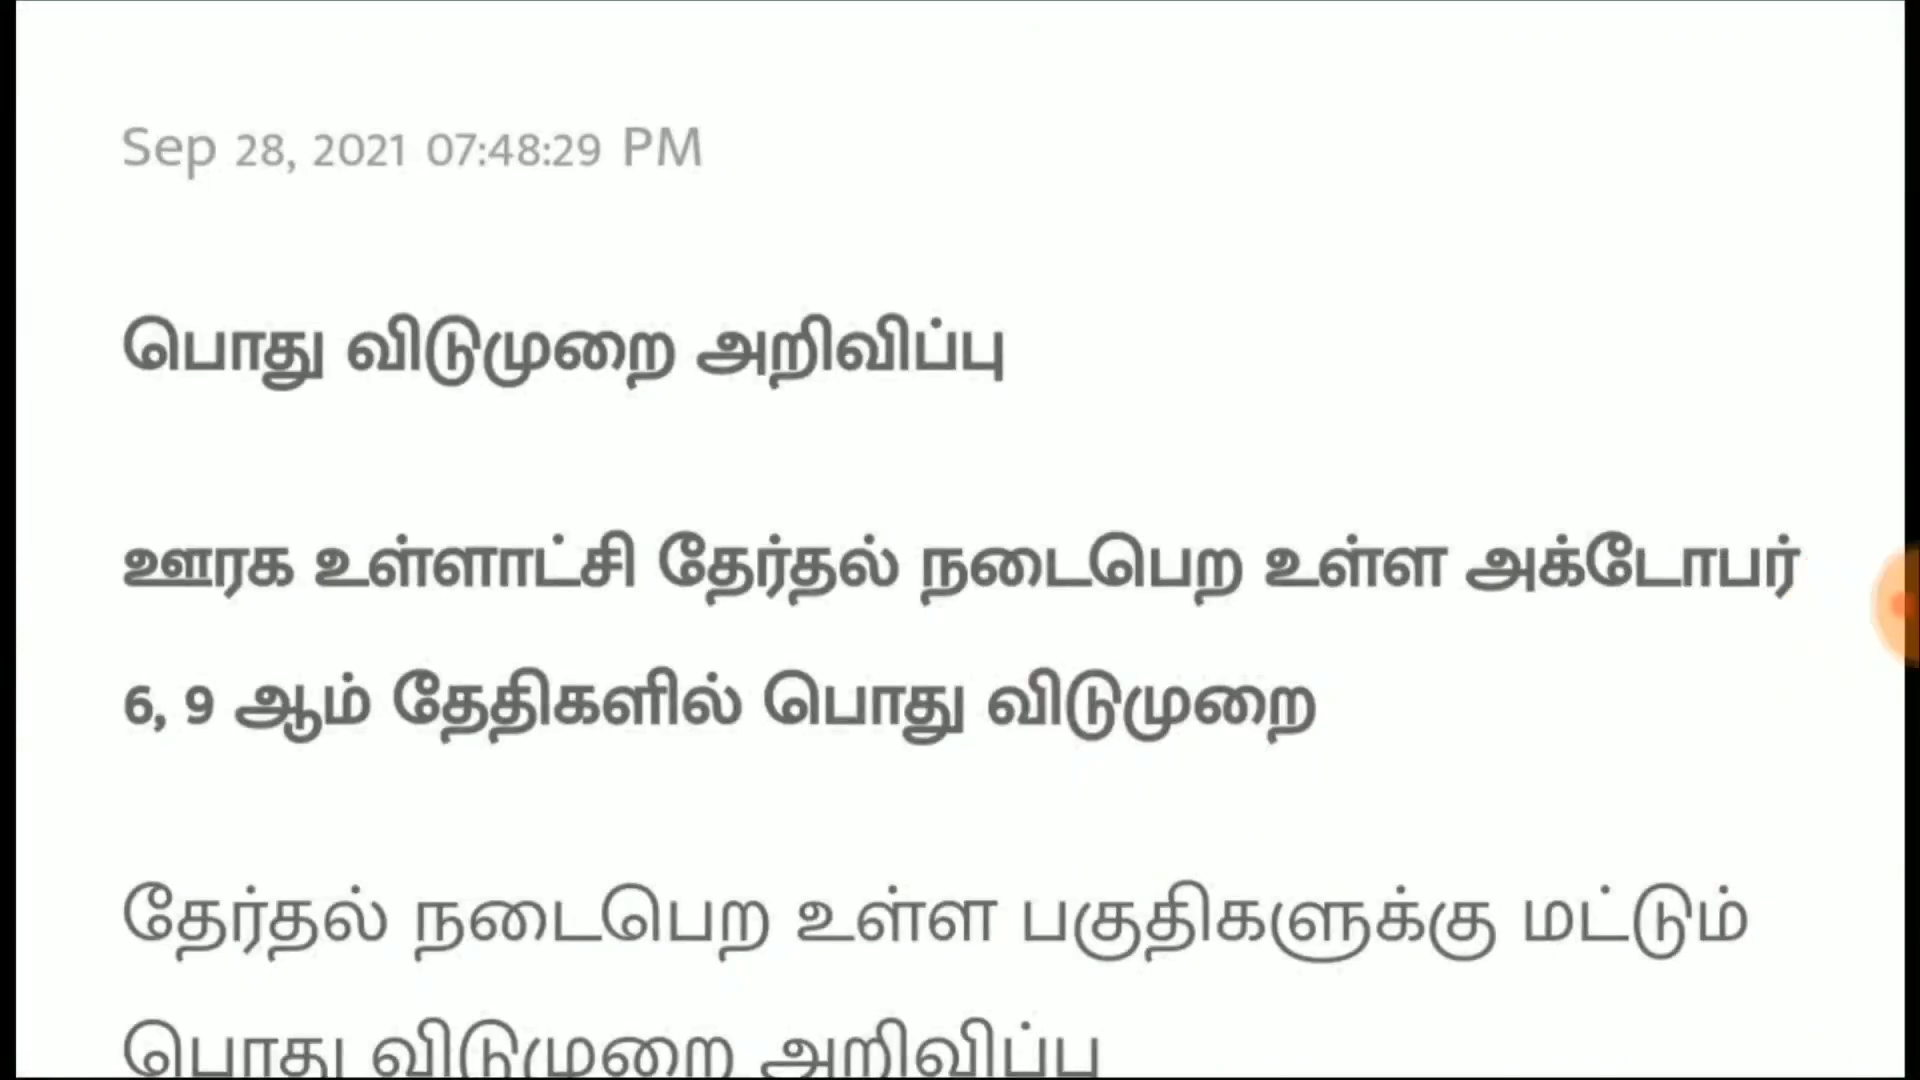 Sep 28, 2021 07:48:29 PM
பொது விடுமுறை அறிவிப்பு
ஊரக உள்ளாட்சி தேர்தல் நடைபெற உள்ள அக்டோபர்
6, 9 ஆம் தேதிகளில் பொது விடுமுறை
தேர்தல் நடைபெற உள்ள பகுதிகளுக்கு மட்டும்
பொது விடுமுறை அறிவிப்பு